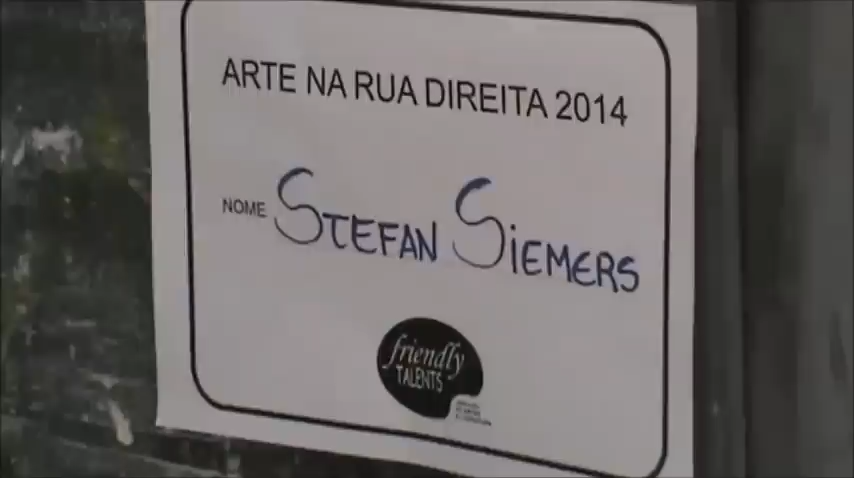 ARTE NA RUA DIREITA 2014
NOME STEFAN SIEMERS
friendly
TALENTS